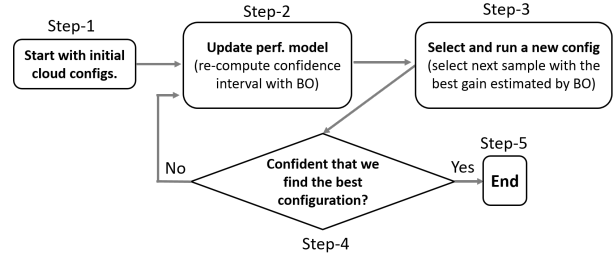 Step-1
Start with initial
cloud configs.
Step-2
Update perf. model
(re-compute confidence
interval with BO)
Step-3
Select and run a new config
(select next sample with the
best gain estimated by BO)
No
Confident that we
find the best
configuration?
Step-4
Yes
Step-5
End